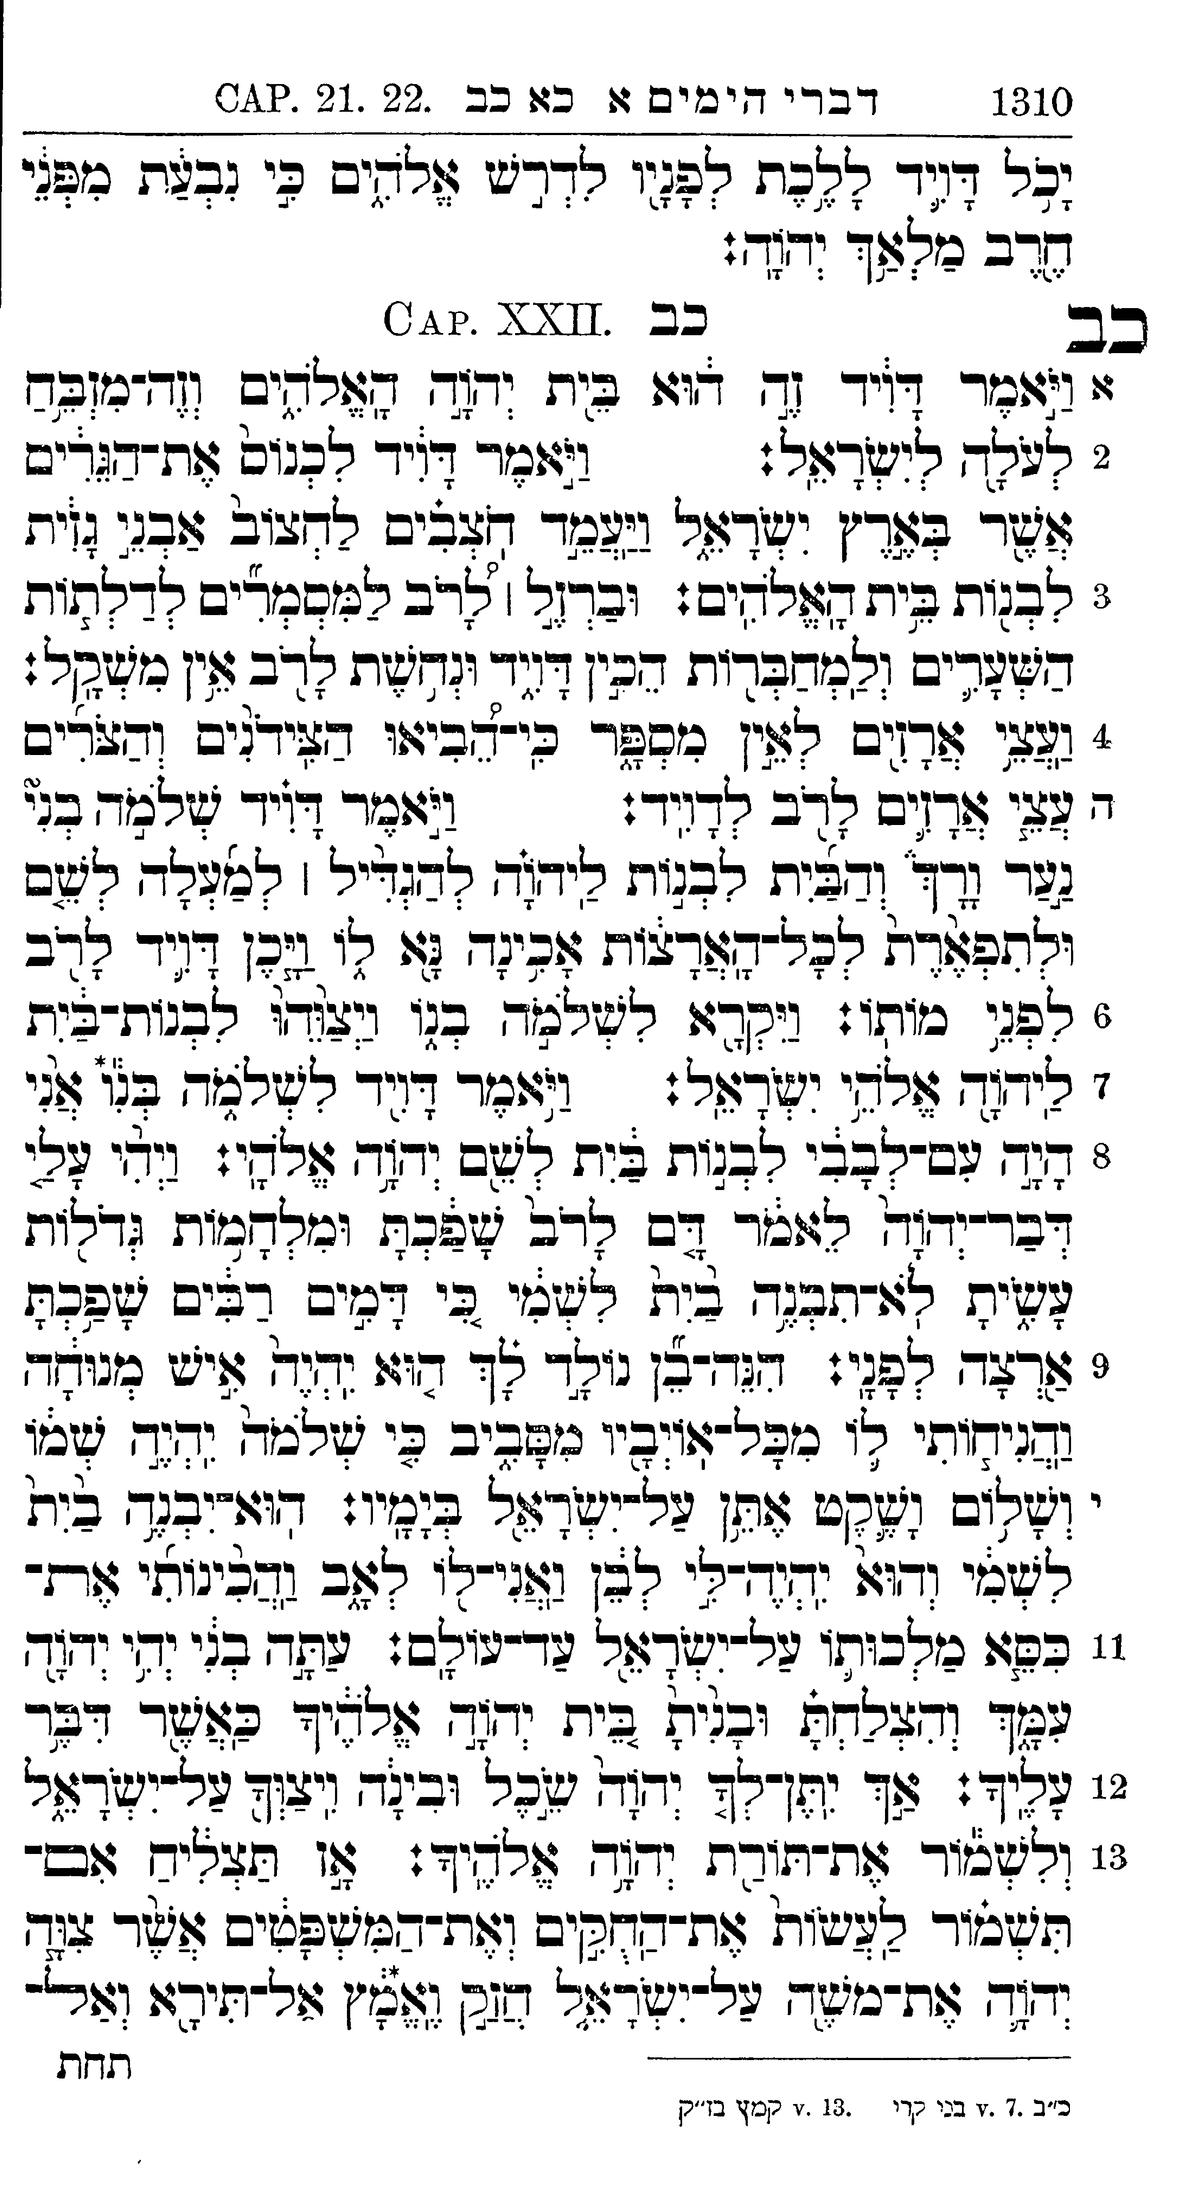 1310 דברי הימים א כא כב CAP. 21. 22.
יָכֹ֥ל דָּוִ֛יד לָלֶ֥כֶת לְפָנָ֖יו לִדְרֹ֣שׁ אֱלֹהִ֑ים כִּ֣י נִבְעַ֔ת מִפְּנֵ֕י
חֶ֖רֶב מַלְאַ֥ךְ יְהוָֹֽה׃
כב Cap. XXII. כב
א וַיֹּ֣אמֶר דָּוִ֔יד זֶ֣ה ה֔וּא בֵּ֖ית יְהוָֹ֣ה הָֽאֱלֹהִ֑ים וְזֶה־מִזְבֵּ֥חַ
2 לְעֹלָ֖ה לְיִשְׂרָאֵֽל׃ וַיֹּ֣אמֶר דָּוִ֔יד לִכְנוֹס֙ אֶת־הַגֵּרִ֔ים
אֲשֶׁ֖ר בְּאֶ֣רֶץ יִשְׂרָאֵ֑ל וַיַּֽעֲמֵ֣ד חֹֽצְבִ֗ים לַחְצוֹב֙ אַבְנֵ֣י גָזִ֔ית
3 לִבְנ֖וֹת בֵּ֥ית הָֽאֱלֹהִֽים׃ וּבַרְזֶ֣ל ׀ לָ֠רֹב לַֽמִּסְמְרִ֞ים לְדַלְת֧וֹת
הַשְּׁעָרִ֛ים וְלַֽמְחַבְּר֖וֹת הֵכִ֣ין דָּוִ֑יד וּנְחֹ֥שֶׁת לָרֹ֖ב אֵ֥ין מִשְׁקָֽל׃
4 וַֽעֲצֵ֥י אֲרָזִ֖ים לְאֵ֣ין מִסְפָּ֑ר כִּֽי־הֵ֠בִיאוּ הַצִּֽידֹנִ֨ים וְהַצֹּרִ֜ים
ה עֲצֵ֧י אֲרָזִ֛ים לָרֹ֖ב לְדָוִֽיד׃ וַיֹּ֣אמֶר דָּוִ֗יד שְׁלֹמֹ֣ה בְנִי֮
נַ֣עַר וָרָךְ֒ וְהַבַּ֜יִת לִבְנ֣וֹת לַֽיהוָֹ֗ה לְהַגְדִּ֨יל ׀ לְמַ֜עְלָה לְשֵׁ֤ם
וּלְתִפְאֶ֨רֶת֙ לְכָל־הָ֣אֲרָצ֔וֹת אָכִ֥ינָה נָּ֖א ל֑וֹ וַיָּ֧כֶן דָּוִ֛יד לָרֹ֖ב
6 לִפְנֵ֥י מוֹתֽוֹ׃ וַיִּקְרָ֖א לִשְׁלֹמֹ֣ה בְנ֑וֹ וַיְצַוֵּ֨הוּ֙ לִבְנוֹת־בַּ֔יִת
7 לַֽיהוָֹ֖ה אֱלֹהֵ֥י יִשְׂרָאֵֽל׃ וַיֹּ֥אמֶר דָּוִ֖יד לִשְׁלֹמֹ֑ה בְּנִ֕ו* אֲנִ֨י
8 הָיָ֤ה עִם־לְבָבִ֔י לִבְנ֣וֹת בַּ֔יִת לְשֵׁ֖ם יְהוָֹ֥ה אֱלֹהָֽי׃ וַיְהִ֨י עָלַ֤י
דְּבַר־יְהוָֹה֙ לֵאמֹ֔ר דָּ֤ם לָרֹב֙ שָׁפַ֔כְתָּ וּמִלְחָמ֥וֹת גְּדֹל֖וֹת
עָשִׂ֑יתָ לֹֽא־תִבְנֶ֥ה בַ֨יִת֙ לִשְׁמִ֔י כִּ֚י דָּמִ֣ים רַבִּ֔ים שָׁפַ֥כְתָּ
9 אַ֖רְצָה לְפָנָֽי׃ הִנֵּה־בֵ֞ן נוֹלָ֣ד לָ֗ךְ ה֤וּא יִֽהְיֶה֙ אִ֣ישׁ מְנוּחָ֔ה
וַֽהֲנִיח֥וֹתִי ל֛וֹ מִכָּל־אֽוֹיְבָ֖יו מִסָּבִ֑יב כִּ֤י שְׁלֹמֹה֙ יִֽהְיֶ֣ה שְׁמ֔וֹ
י וְשָׁל֥וֹם וָשֶׁ֛קֶט אֶתֵּ֥ן עַל־יִשְׂרָאֵ֖ל בְּיָמָֽיו׃ הֽוּא־יִבְנֶ֥ה בַ֨יִת֙
לִשְׁמִ֔י וְהוּא֙ יִֽהְיֶה־לִּ֣י לְבֵ֔ן וַֽאֲנִי־ל֖וֹ לְאָ֑ב וַהֲכִ֨ינוֹתִ֜י אֶת־
11 כִּסֵּ֧א מַלְכוּת֛וֹ עַל־יִשְׂרָאֵ֖ל עַד־עוֹלָֽם׃ עַתָּ֣ה בְנִ֔י יְהִ֥י יְהוָֹ֖ה
עִמָּ֑ךְ וְהִצְלַחְתָּ֗ וּבָנִ֨יתָ֙ בֵּ֚ית יְהוָֹ֣ה אֱלֹהֶ֔יךָ כַּֽאֲשֶׁ֖ר דִּבֶּ֥ר
12 עָלֶֽיךָ׃ אַ֣ךְ יִֽתֶּן־לְּךָ֤ יְהוָֹה֙ שֵׂ֣כֶל וּבִינָ֔ה וִֽיצַוְּךָ֖ עַל־יִשְׂרָאֵ֑ל
13 וְלִשְׁמ֕וֹר אֶת־תּוֹרַ֖ת יְהוָֹ֥ה אֱלֹהֶֽיךָ׃ אָ֣ז תַּצְלִ֔יחַ אִם־
תִּשְׁמ֗וֹר לַֽעֲשׂוֹת֙ אֶת־הַֽחֻקִּ֣ים וְאֶת־הַמִּשְׁפָּטִ֔ים אֲשֶׁ֨ר צִוָּ֧ה
יְהוָֹ֛ה אֶת־מֹשֶׁ֖ה עַל־יִשְׂרָאֵ֑ל חֲזַ֣ק וֶֽאֱמָ֔ץ* אַל־תִּירָ֖א וְאַל־
תחת
כ״ב v. 7. בני קרי v. 13. קמץ בז״ק